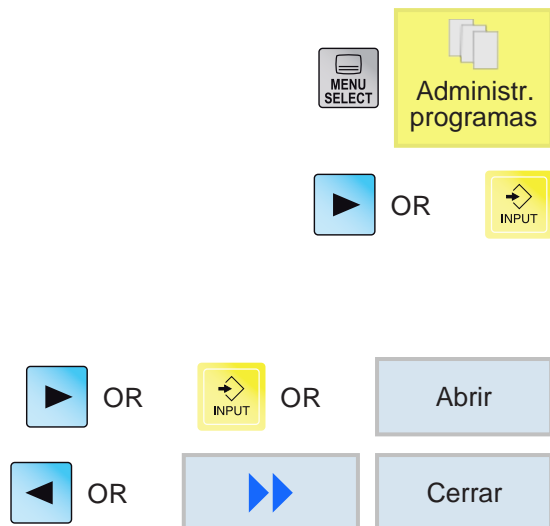 MENU
SELECT
Administr.
programas
OR
INPUT
OR
INPUT
OR
Abrir
OR
Cerrar